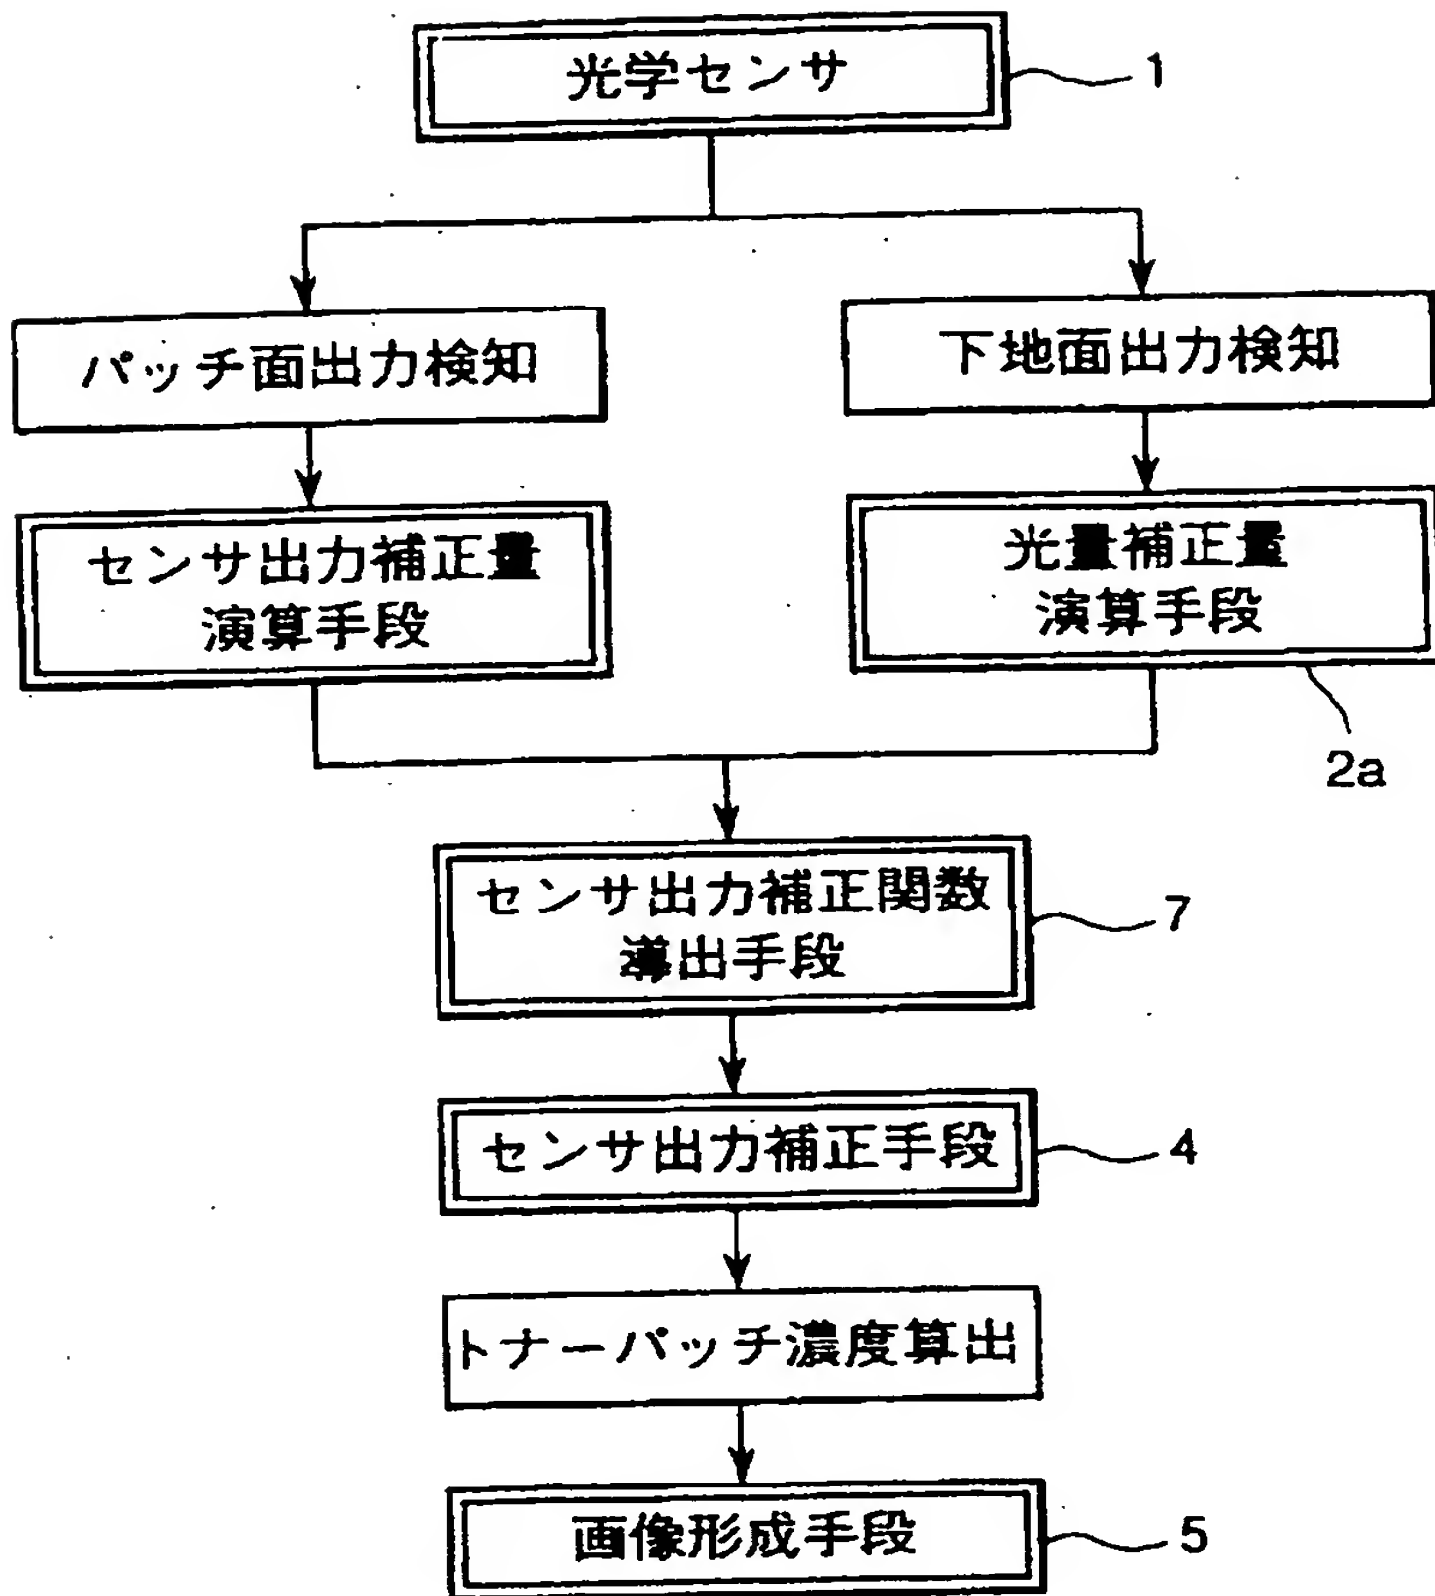 光学センサ
1
パッチ面出力検知
下地面出力検知
センサ出力補正量
演算手段
光量補正量
演算手段
2a
センサ出力補正関数
導出手段
7
センサ出力補正手段
4
トナーパッチ濃度算出
画像形成手段
5